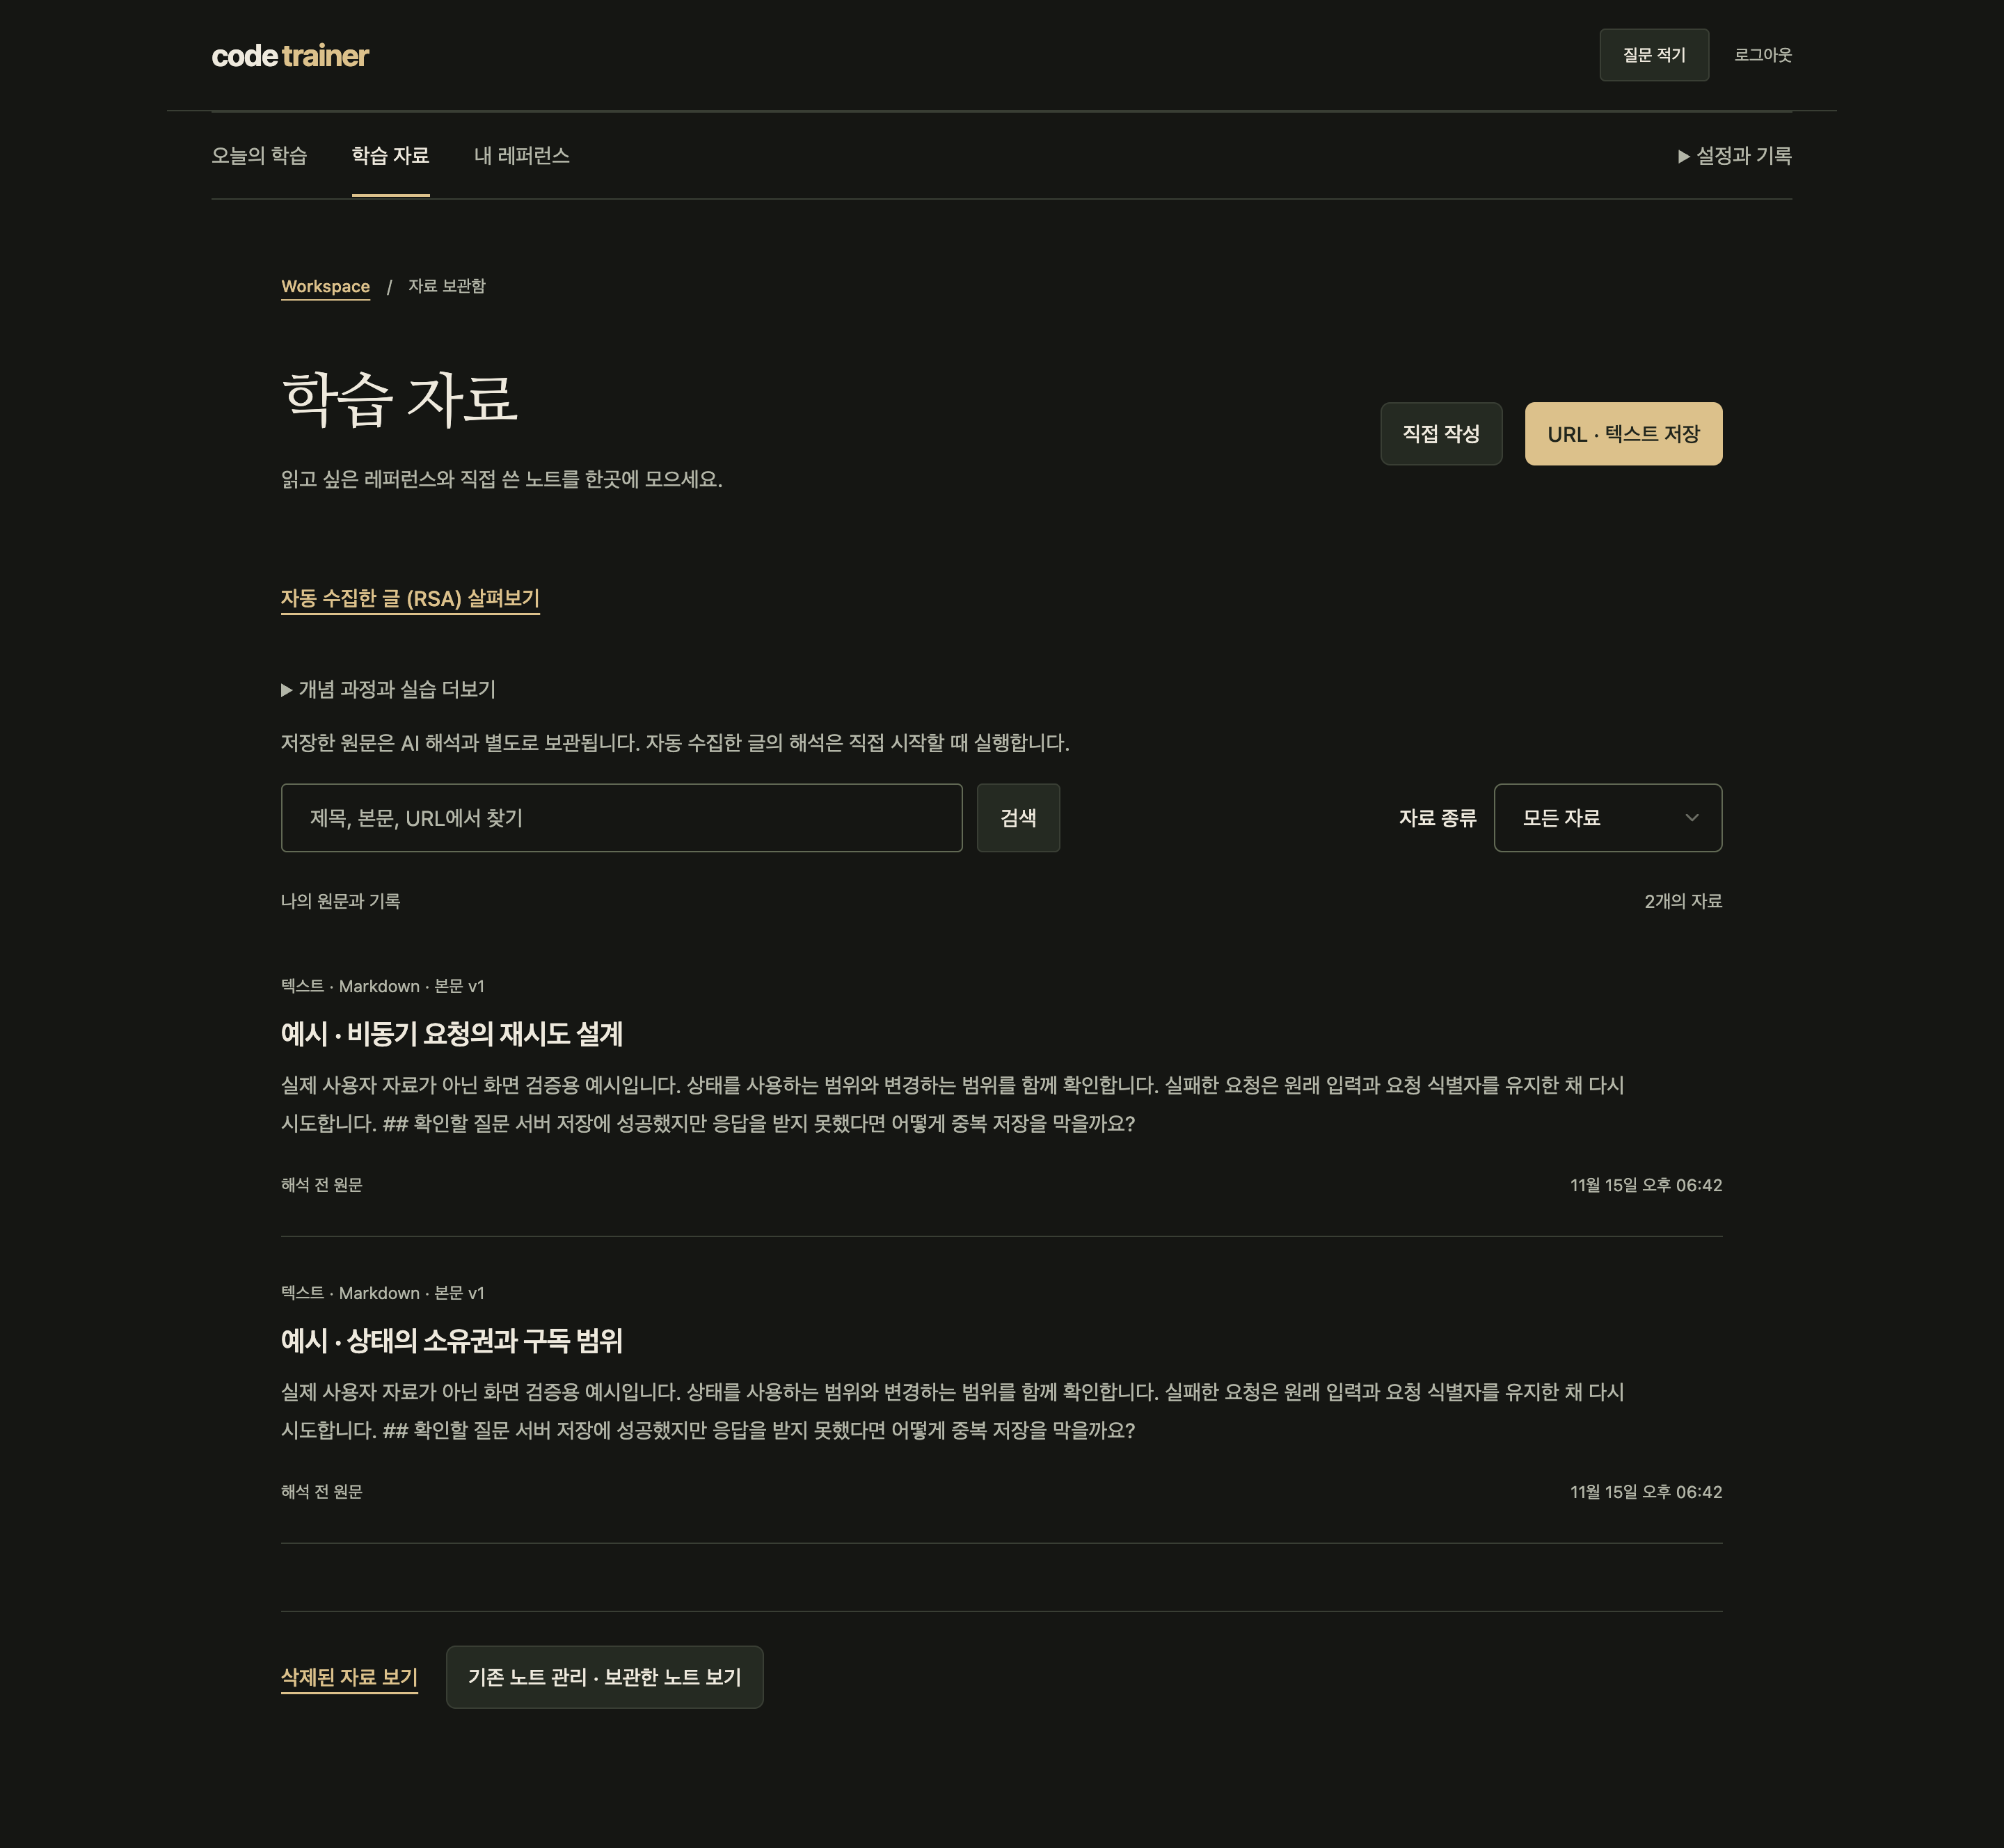 code trainer
질문 적기
로그아웃
오늘의 학습
학습 자료
내 레퍼런스
▶ 설정과 기록
Workspace / 자료 보관함
학습 자료
읽고 싶은 레퍼런스와 직접 쓴 노트를 한곳에 모으세요.
직접 작성
URL · 텍스트 저장
자동 수집한 글 (RSA) 살펴보기
▶ 개념 과정과 실습 더보기
저장한 원문은 AI 해석과 별도로 보관됩니다. 자동 수집한 글의 해석은 직접 시작할 때 실행합니다.
제목, 본문, URL에서 찾기
검색
자료 종류
모든 자료
나의 원문과 기록
2개의 자료
텍스트 · Markdown · 본문 v1
예시 · 비동기 요청의 재시도 설계
실제 사용자 자료가 아닌 화면 검증용 예시입니다. 상태를 사용하는 범위와 변경하는 범위를 함께 확인합니다. 실패한 요청은 원래 입력과 요청 식별자를 유지한 채 다시
시도합니다. ## 확인할 질문 서버 저장에 성공했지만 응답을 받지 못했다면 어떻게 중복 저장을 막을까요?
해석 전 원문
11월 15일 오후 06:42
텍스트 · Markdown · 본문 v1
예시 · 상태의 소유권과 구독 범위
실제 사용자 자료가 아닌 화면 검증용 예시입니다. 상태를 사용하는 범위와 변경하는 범위를 함께 확인합니다. 실패한 요청은 원래 입력과 요청 식별자를 유지한 채 다시
시도합니다. ## 확인할 질문 서버 저장에 성공했지만 응답을 받지 못했다면 어떻게 중복 저장을 막을까요?
해석 전 원문
11월 15일 오후 06:42
삭제된 자료 보기
기존 노트 관리 · 보관한 노트 보기